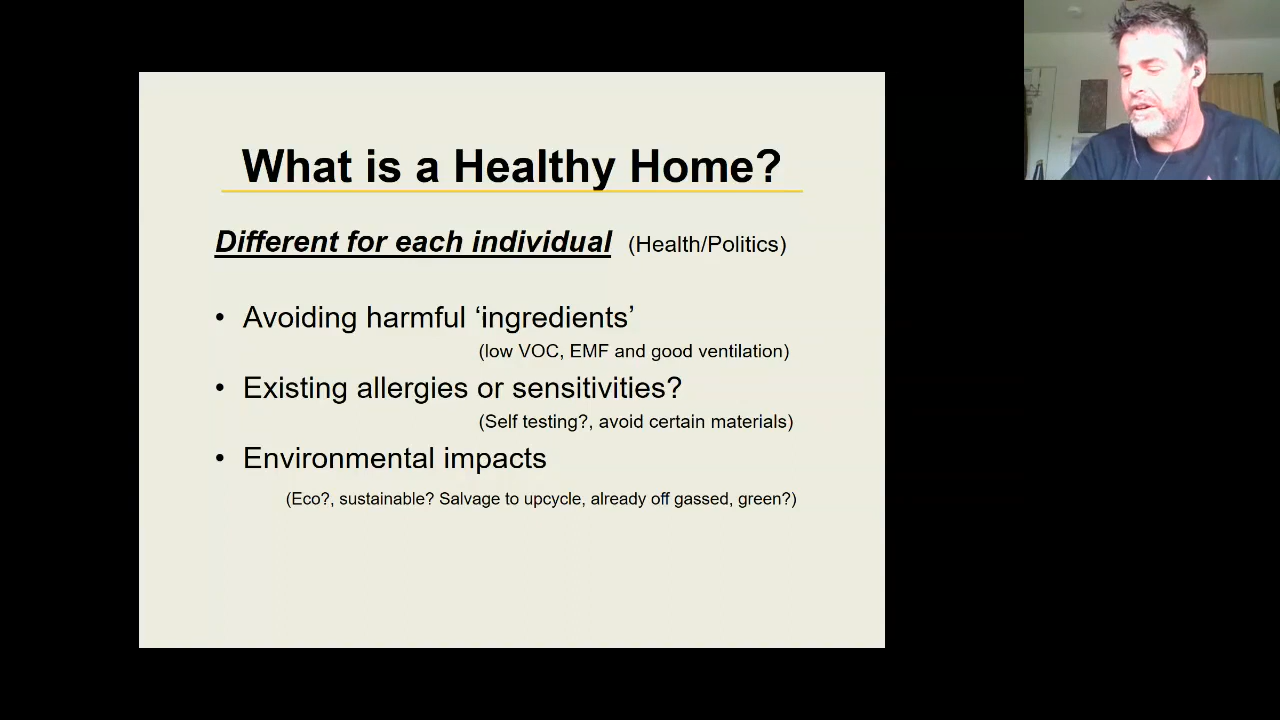 What is a Healthy Home?
Different for each individual (Health/Politics)
• Avoiding harmful ‘ingredients’
(low VOC, EMF and good ventilation)
• Existing allergies or sensitivities?
(Self testing?, avoid certain materials)
• Environmental impacts
(Eco?, sustainable? Salvage to upcycle, already off gassed, green?)